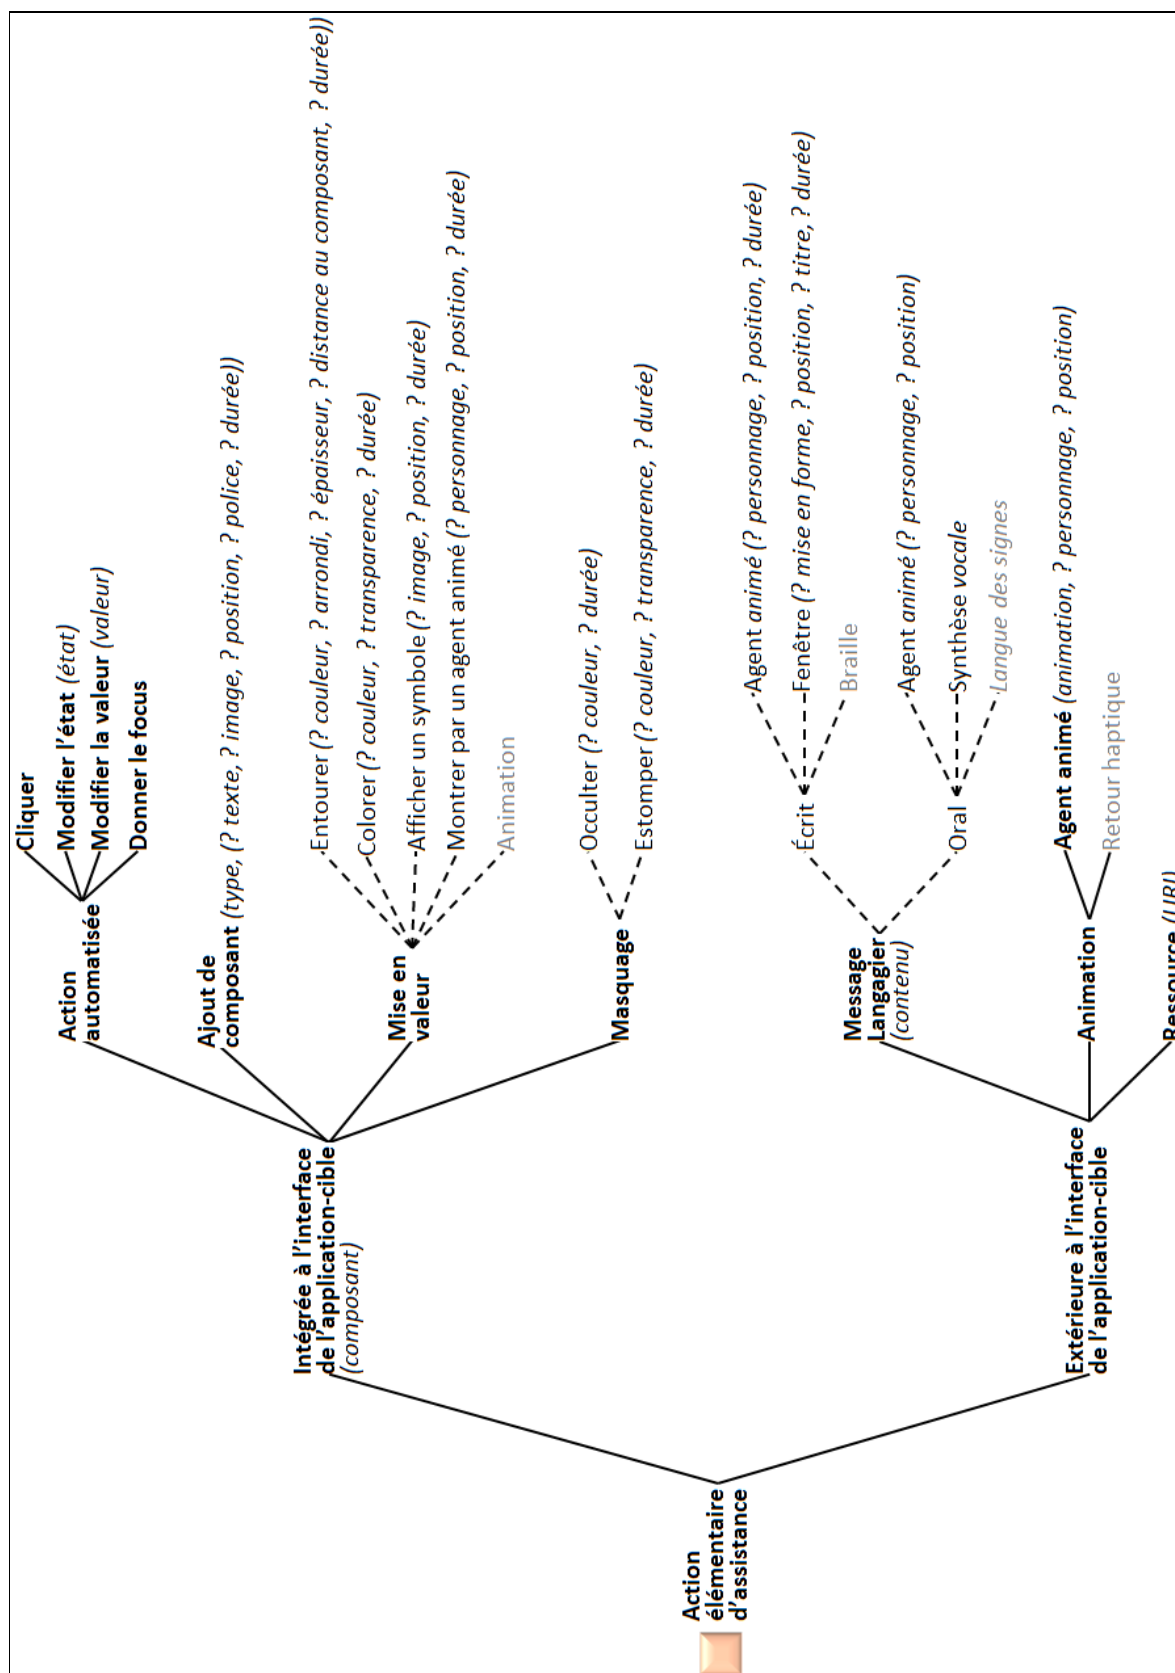 Action
élémentaire
d'assistance
Intégrée à l'interface
de l'application-cible
(composant)
Action
automatisée
Cliquer
Modifier l'état (état)
Modifier la valeur (valeur)
Donner le focus
Ajout de
composant (type, (? texte, ? image, ? position, ? police, ? durée))
Mise en
valeur
Entourer (? couleur, ? arrondi, ? épaisseur, ? distance au composant, ? durée))
Colorer (? couleur, ? transparence, ? durée)
Afficher un symbole (? image, ? position, ? durée)
Montrer par un agent animé (? personnage, ? position, ? durée)
Animation
Masquage
Occulter (? couleur, ? durée)
Estomper (? couleur, ? transparence, ? durée)
Extérieure à l'interface
de l'application-cible
Message
Langagier
(contenu)
Écrit
Agent animé (? personnage, ? position, ? durée)
Fenêtre (? mise en forme, ? position, ? titre, ? durée)
Braille
Oral
Agent animé (? personnage, ? position)
Synthèse vocale
Langue des signes
Animation
Agent animé (animation, ? personnage, ? position)
Retour haptique
Ressource (URI)